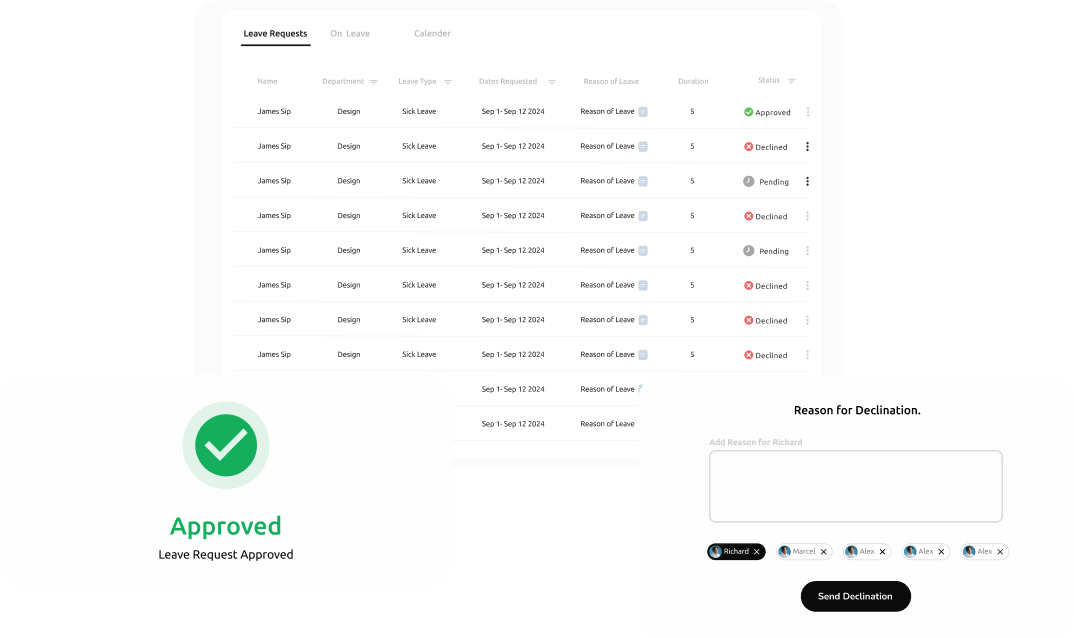 Leave Requests On Leave Calender
Name Department Leave Type Dates Requested Reason of Leave Duration Status
James Sip Design Sick Leave Sep 1- Sep 12 2024 Reason of Leave 5 Approved
James Sip Design Sick Leave Sep 1- Sep 12 2024 Reason of Leave 5 Declined
James Sip Design Sick Leave Sep 1- Sep 12 2024 Reason of Leave 5 Pending
James Sip Design Sick Leave Sep 1- Sep 12 2024 Reason of Leave 5 Declined
James Sip Design Sick Leave Sep 1- Sep 12 2024 Reason of Leave 5 Pending
James Sip Design Sick Leave Sep 1- Sep 12 2024 Reason of Leave 5 Declined
James Sip Design Sick Leave Sep 1- Sep 12 2024 Reason of Leave 5 Declined
James Sip Design Sick Leave Sep 1- Sep 12 2024 Reason of Leave 5 Declined
Sep 1- Sep 12 2024 Reason of Leave
Sep 1- Sep 12 2024 Reason of Leave
Approved
Leave Request Approved
Reason for Declination.
Add Reason for Richard
Richard Marcel Alex Alex Alex
Send Declination